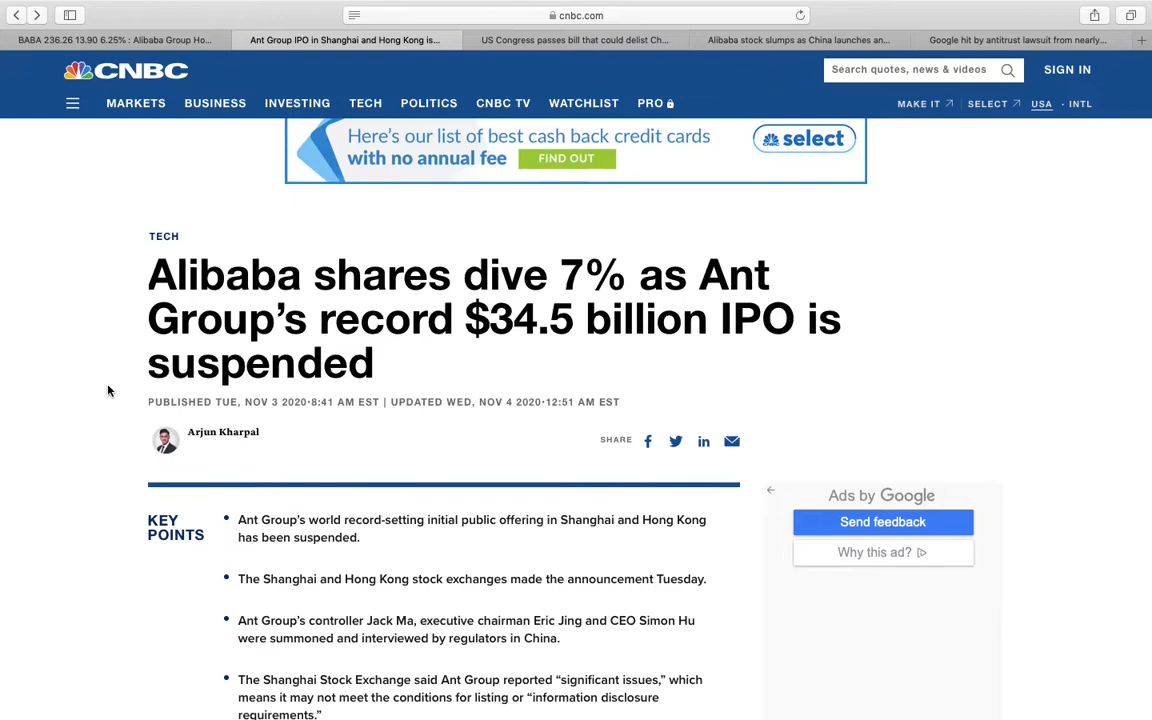 cnbc.com
BABA 236.26 13.90 6.25% : Alibaba Group Ho...
Ant Group IPO in Shanghai and Hong Kong is...
US Congress passes bill that could delist Ch...
Alibaba stock slumps as China launches an...
Google hit by antitrust lawsuit from nearly...
CNBC
Search quotes, news & videos
SIGN IN
MARKETS BUSINESS INVESTING TECH POLITICS CNBC TV WATCHLIST PRO
MAKE IT SELECT USA · INTL
Here's our list of best cash back credit cards
with no annual fee FIND OUT
select
TECH
Alibaba shares dive 7% as Ant
Group’s record $34.5 billion IPO is
suspended
PUBLISHED TUE, NOV 3 2020·8:41 AM EST | UPDATED WED, NOV 4 2020·12:51 AM EST
Arjun Kharpal
SHARE
KEY
POINTS
Ant Group’s world record-setting initial public offering in Shanghai and Hong Kong
has been suspended.
The Shanghai and Hong Kong stock exchanges made the announcement Tuesday.
Ant Group’s controller Jack Ma, executive chairman Eric Jing and CEO Simon Hu
were summoned and interviewed by regulators in China.
The Shanghai Stock Exchange said Ant Group reported “significant issues,” which
means it may not meet the conditions for listing or “information disclosure
requirements.”
Ads by Google
Send feedback
Why this ad?